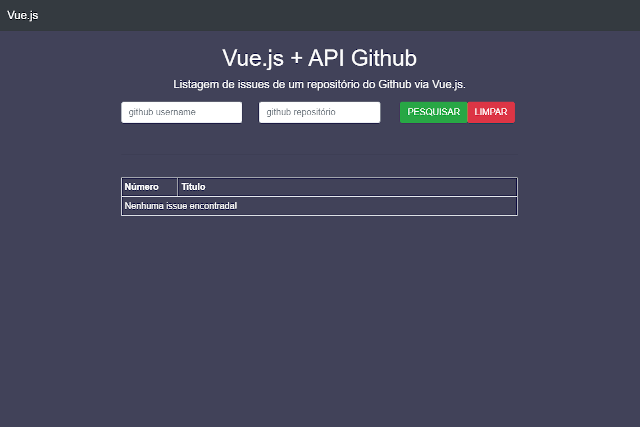 Vue.js
Vue.js + API Github
Listagem de issues de um repositório do Github via Vue.js.
github username github repositório PESQUISAR LIMPAR
Número Titulo
Nenhuma issue encontrada!